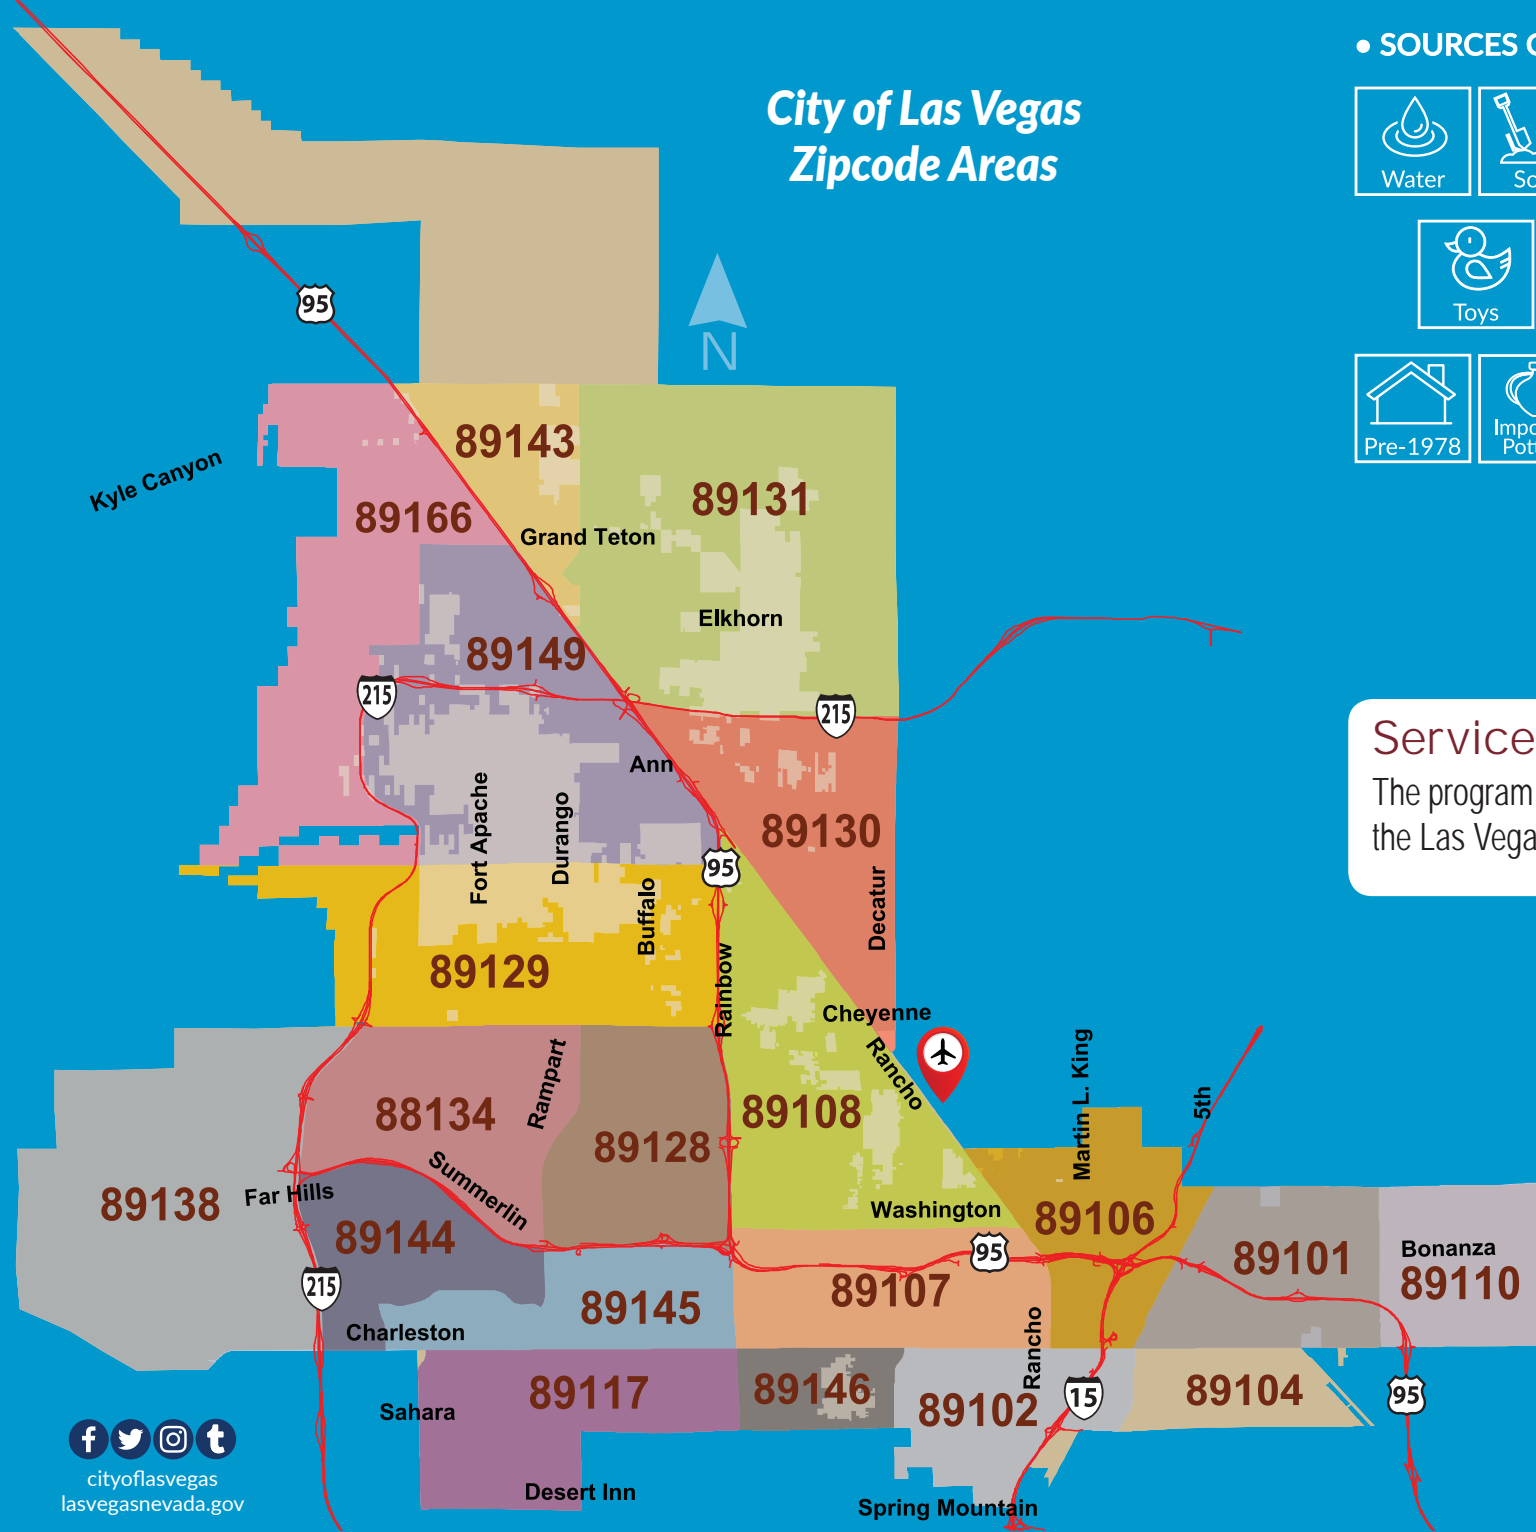 City of Las Vegas
Zipcode Areas
• SOURCES
Water
Toys
Pre-1978
N
95
89143
89131
Kyle Canyon
89166
Grand Teton
Elkhorn
89149
215
215
Ann
Service
The program
the Las Vega
Fort Apache
Durango
89130
95
Buffalo
Decatur
89129
Rainbow
Cheyenne
Rancho
Martin L. King
5th
Rampart
88134
89108
89128
Summerlin
Far Hills
89138
Washington
89106
89144
95
89101
Bonanza
89110
215
89107
89145
Charleston
Rancho
89117
89146
89102
15
89104
95
Sahara
cityoflasvegas
lasvegasnevada.gov
Desert Inn
Spring Mountain